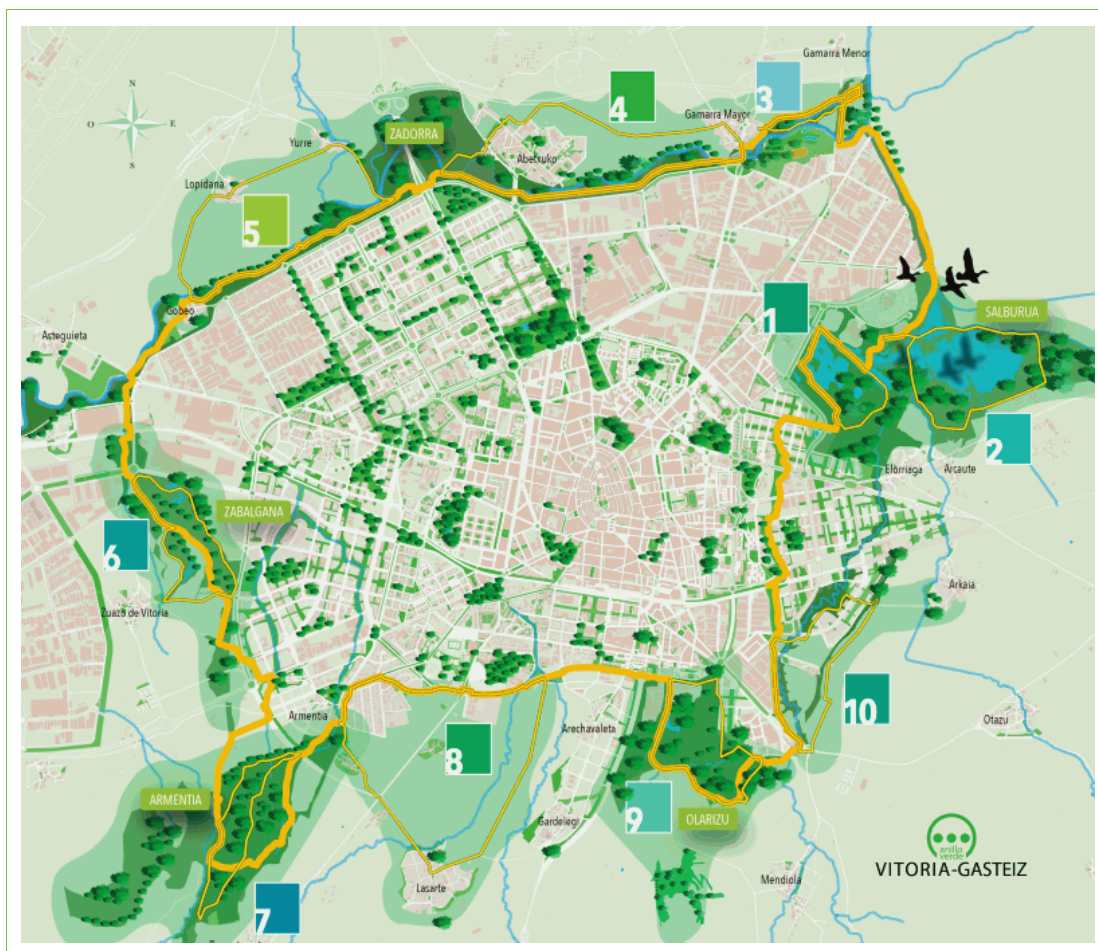 Gamarra Menor
N
O
E
S
4
3
Gamarra Mayor
ZADORRA
Yurre
Abetxuko
Lopidana
5
Gobeo
1
SALBURUA
Asteguieta
2
Elorriaga
Arcaute
ZABALGANA
6
Arkaia
Zuazo de Vitoria
10
Armentia
Otazu
8
Arechavaleta
ARMENTIA
9
OLARIZU
Gardelegi
anillo
verde
VITORIA-GASTEIZ
Lasarte
Mendiola
7